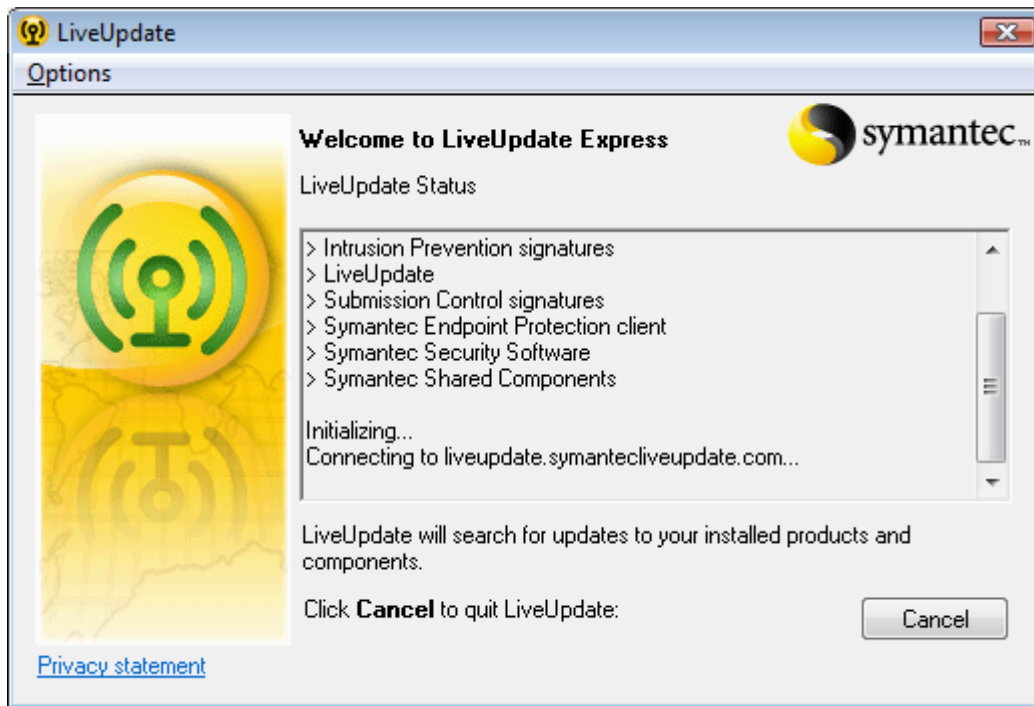 LiveUpdate
Options
Welcome to LiveUpdate Express
symantec™
LiveUpdate Status
> Intrusion Prevention signatures
> LiveUpdate
> Submission Control signatures
> Symantec Endpoint Protection client
> Symantec Security Software
> Symantec Shared Components
Initializing...
Connecting to liveupdate.symantecliveupdate.com...
LiveUpdate will search for updates to your installed products and
components.
Click Cancel to quit LiveUpdate:
Cancel
Privacy statement